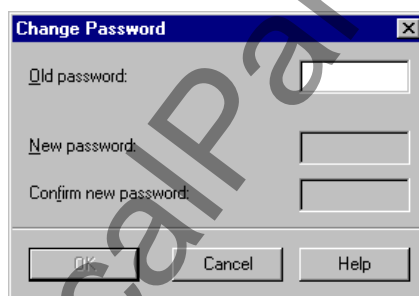 Change Password
Old password:
New password:
Confirm new password:
OK
Cancel
Help